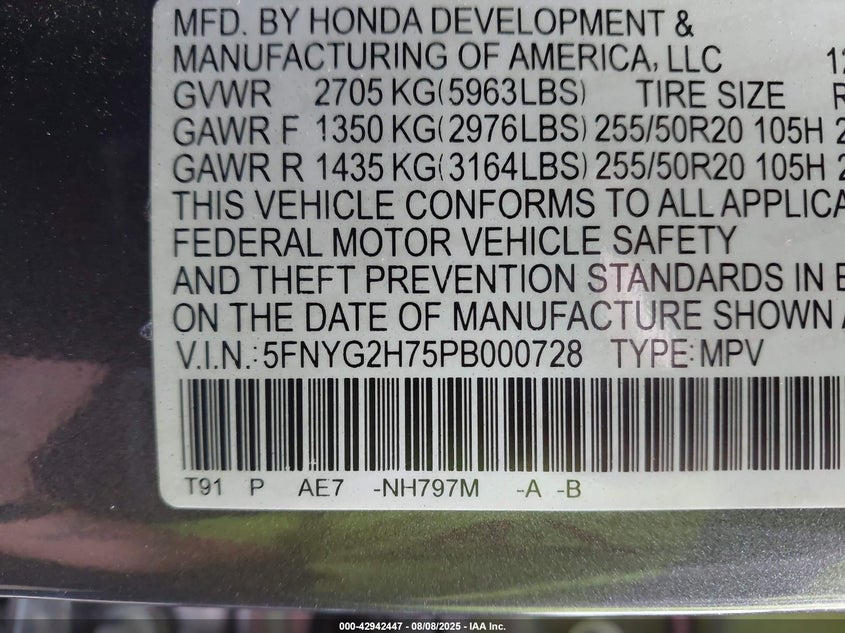 MFD. BY HONDA DEVELOPMENT &
MANUFACTURING OF AMERICA, LLC 12
GVWR 2705 KG(5963LBS) TIRE SIZE R
GAWR F 1350 KG(2976LBS) 255/50R20 105H 2
GAWR R 1435 KG(3164LBS) 255/50R20 105H 2
THIS VEHICLE CONFORMS TO ALL APPLICA
FEDERAL MOTOR VEHICLE SAFETY
AND THEFT PREVENTION STANDARDS IN E
ON THE DATE OF MANUFACTURE SHOWN A
V.I.N.:5FNYG2H75PB000728 TYPE:MPV
T91 P AE7 -NH797M -A -B
000-42942447 - 08/08/2025 - IAA Inc.